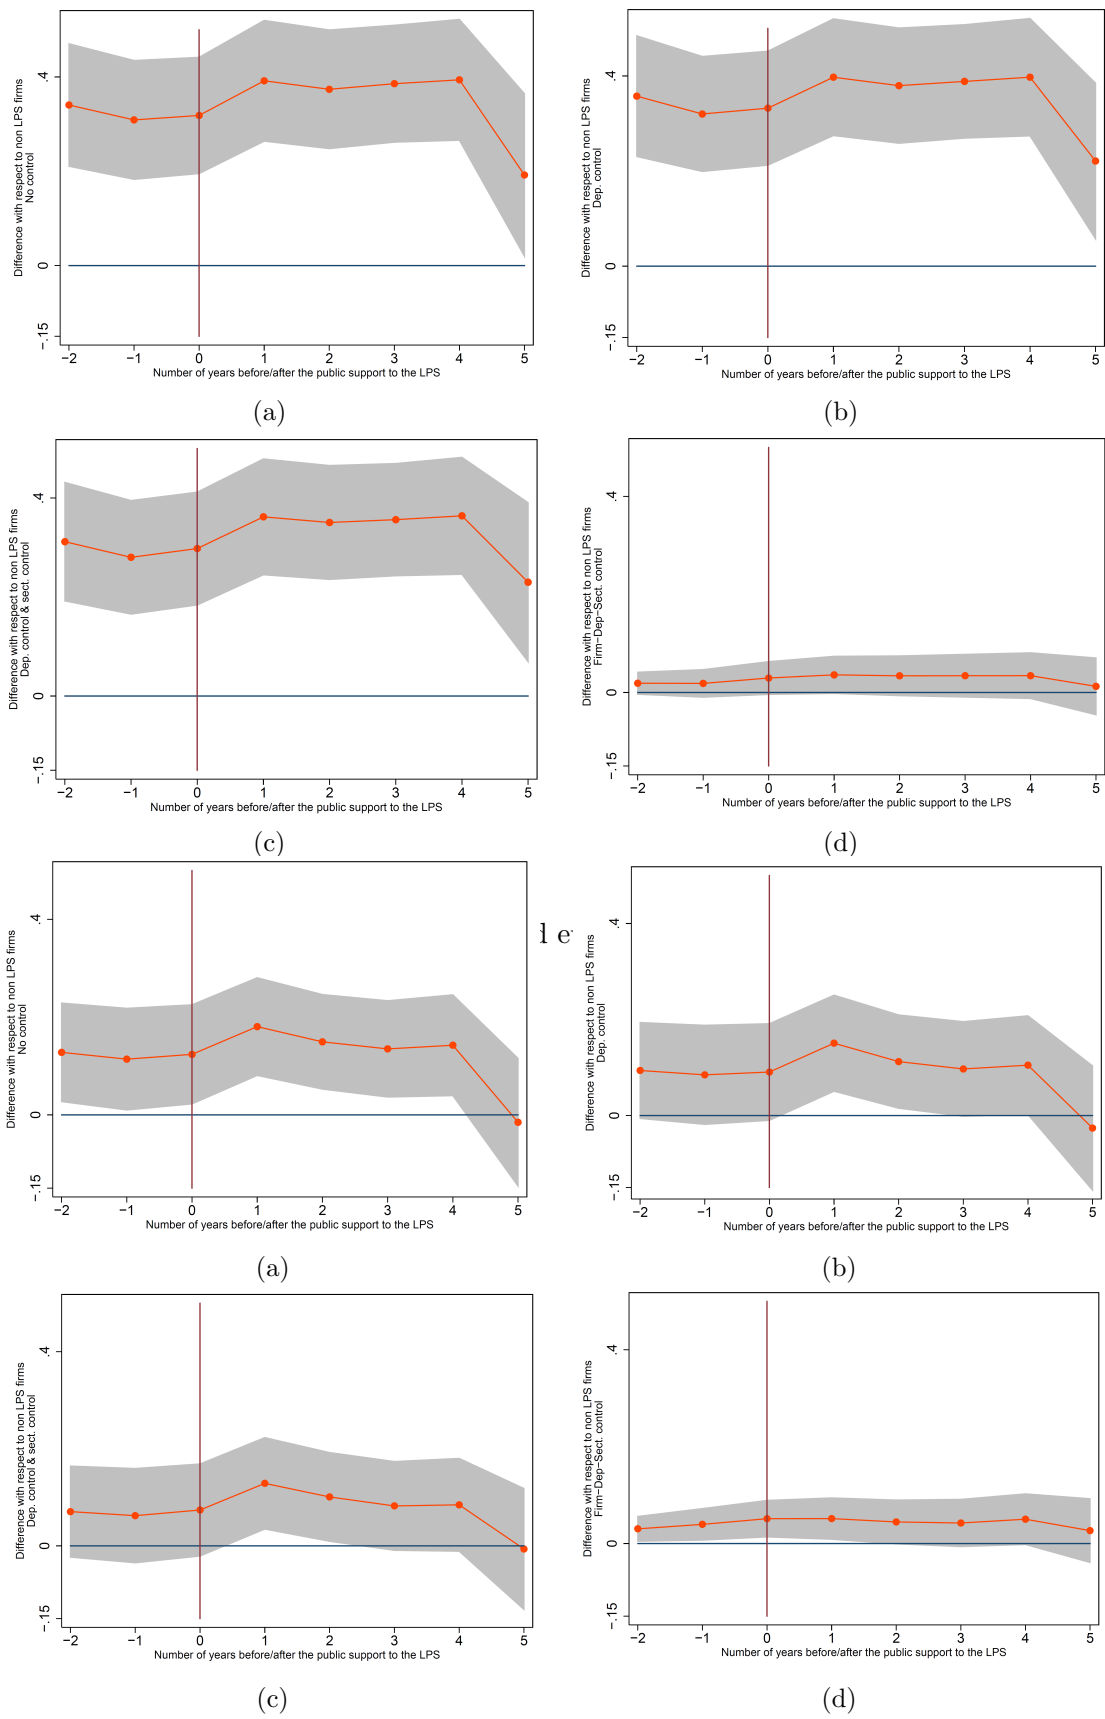 Difference with respect to non LPS firms
No control
.4
0
-.15
-2 -1 0 1 2 3 4 5
Number of years before/after the public support to the LPS
(a)
Difference with respect to non LPS firms
Dep. control
.4
0
-.15
-2 -1 0 1 2 3 4 5
Number of years before/after the public support to the LPS
(b)
Difference with respect to non LPS firms
Dep. control & sect. control
.4
0
-.15
-2 -1 0 1 2 3 4 5
Number of years before/after the public support to the LPS
(c)
Difference with respect to non LPS firms
Firm-Dep-Sect. control
.4
0
-.15
-2 -1 0 1 2 3 4 5
Number of years before/after the public support to the LPS
(d)
Difference with respect to non LPS firms
No control
.4
0
-.15
-2 -1 0 1 2 3 4 5
Number of years before/after the public support to the LPS
(a)
Difference with respect to non LPS firms
Dep. control
.4
0
-.15
-2 -1 0 1 2 3 4 5
Number of years before/after the public support to the LPS
(b)
Difference with respect to non LPS firms
Dep. control & sect. control
.4
0
-.15
-2 -1 0 1 2 3 4 5
Number of years before/after the public support to the LPS
(c)
Difference with respect to non LPS firms
Firm-Dep-Sect. control
.4
0
-.15
-2 -1 0 1 2 3 4 5
Number of years before/after the public support to the LPS
(d)